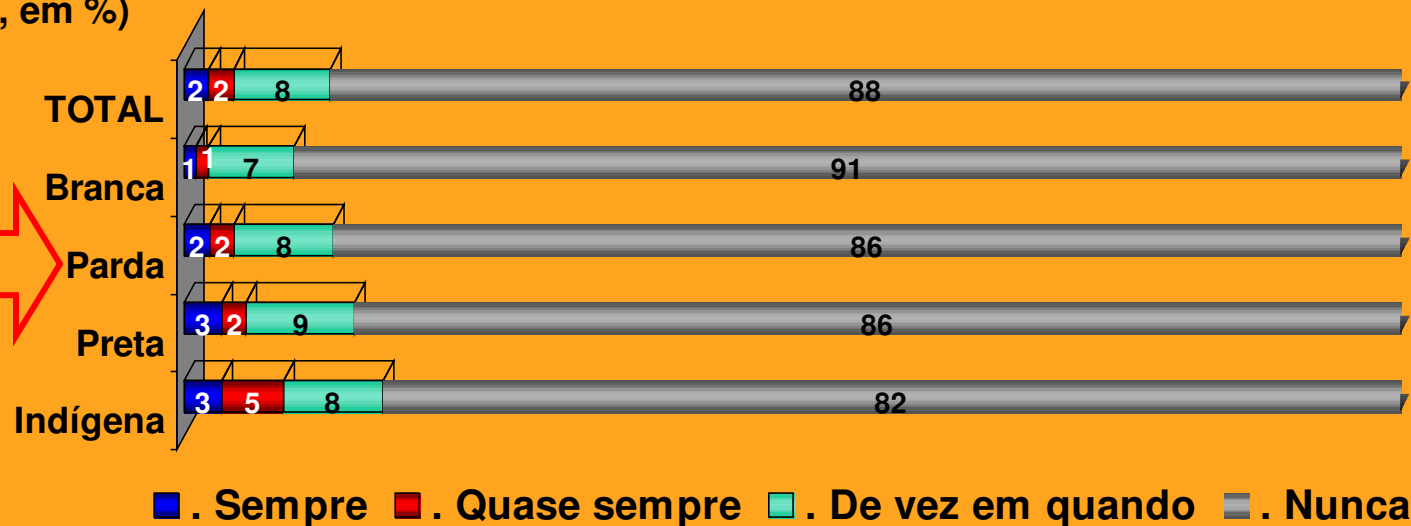 , em %)
TOTAL 2 2 8 88
Branca 1 1 7 91
Parda 2 2 8 86
Preta 3 2 9 86
Indígena 3 5 8 82
. Sempre . Quase sempre . De vez em quando . Nunca